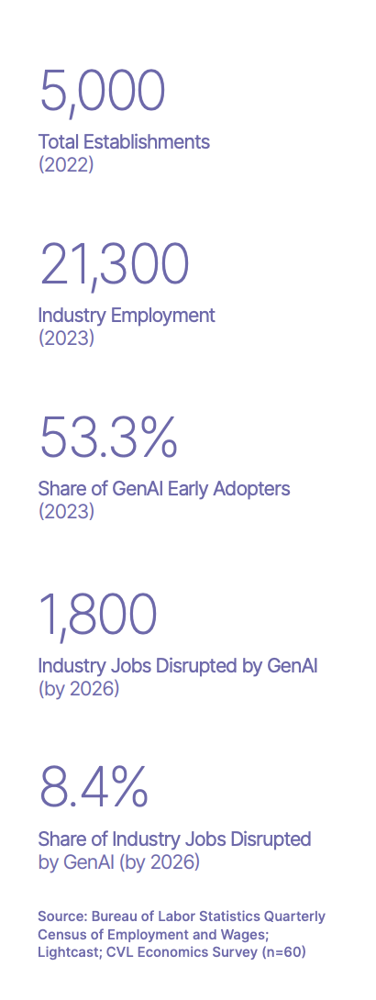 5,000
Total Establishments
(2022)
21,300
Industry Employment
(2023)
53.3%
Share of GenAI Early Adopters
(2023)
1,800
Industry Jobs Disrupted by GenAI
(by 2026)
8.4%
Share of Industry Jobs Disrupted
by GenAI (by 2026)
Source: Bureau of Labor Statistics Quarterly
Census of Employment and Wages;
Lightcast; CVL Economics Survey (n=60)